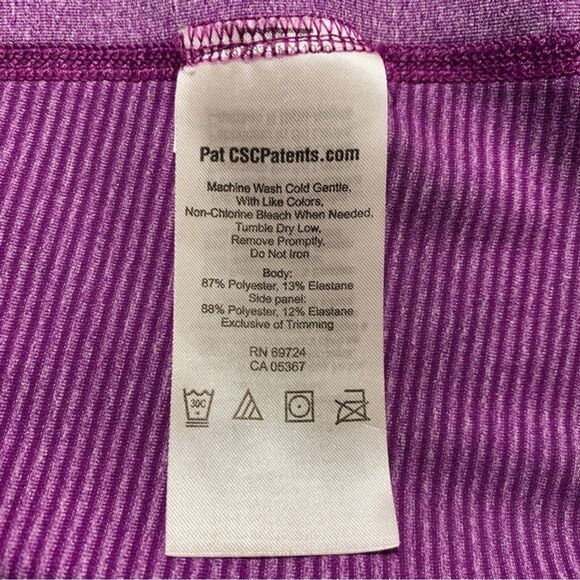 Pat CSCPatents.com
Machine Wash Cold Gentle,
With Like Colors,
Non-Chlorine Bleach When Needed,
Tumble Dry Low,
Remove Promptly,
Do Not Iron
Body:
87% Polyester, 13% Elastane
Side panel:
88% Polyester, 12% Elastane
Exclusive of Trimming
RN 69724
CA 05367
30C